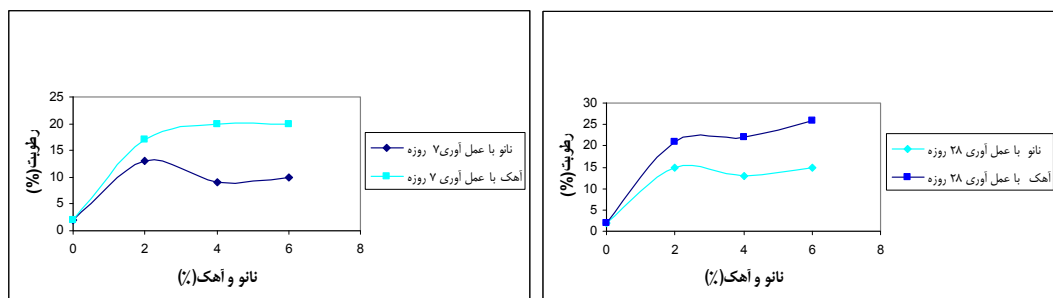 25
20
15
10
5
0
0 2 4 6 8
رطوبت(%)
نانو و آهک(٪)
نانو با عمل آوری ۷ روزه
آهک با عمل آوری ۷ روزه
30
25
20
15
10
5
0
0 2 4 6 8
رطوبت(%)
نانو و آهک(٪)
نانو با عمل آوری ۲۸ روزه
آهک با عمل آوری ۲۸ روزه